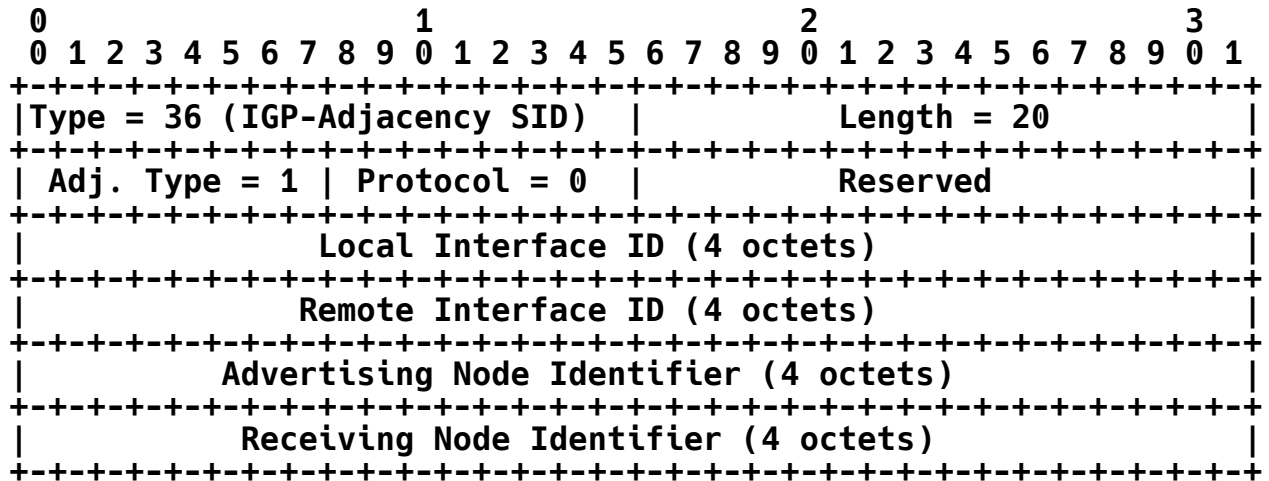 0                   1                   2                   3
 0 1 2 3 4 5 6 7 8 9 0 1 2 3 4 5 6 7 8 9 0 1 2 3 4 5 6 7 8 9 0 1
+-+-+-+-+-+-+-+-+-+-+-+-+-+-+-+-+-+-+-+-+-+-+-+-+-+-+-+-+-+-+-+-+
|Type = 36 (IGP-Adjacency SID)  |          Length = 20          |
+-+-+-+-+-+-+-+-+-+-+-+-+-+-+-+-+-+-+-+-+-+-+-+-+-+-+-+-+-+-+-+-+
| Adj. Type = 1 | Protocol = 0  |          Reserved             |
+-+-+-+-+-+-+-+-+-+-+-+-+-+-+-+-+-+-+-+-+-+-+-+-+-+-+-+-+-+-+-+-+
|               Local Interface ID (4 octets)                   |
+-+-+-+-+-+-+-+-+-+-+-+-+-+-+-+-+-+-+-+-+-+-+-+-+-+-+-+-+-+-+-+-+
|              Remote Interface ID (4 octets)                   |
+-+-+-+-+-+-+-+-+-+-+-+-+-+-+-+-+-+-+-+-+-+-+-+-+-+-+-+-+-+-+-+-+
|          Advertising Node Identifier (4 octets)               |
+-+-+-+-+-+-+-+-+-+-+-+-+-+-+-+-+-+-+-+-+-+-+-+-+-+-+-+-+-+-+-+-+
|           Receiving Node Identifier (4 octets)                |
+-+-+-+-+-+-+-+-+-+-+-+-+-+-+-+-+-+-+-+-+-+-+-+-+-+-+-+-+-+-+-+-+